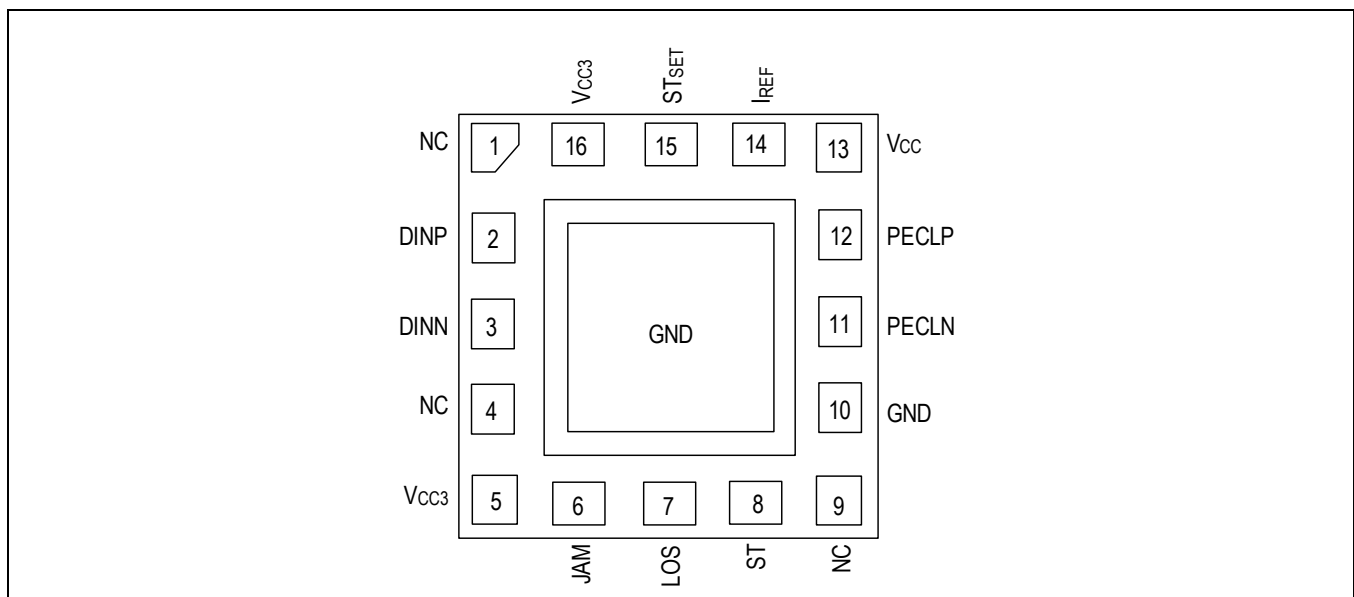 VCC3
STSET
IREF
NC 1 16 15 14 13 VCC
DINP 2 12 PECLP
DINN 3 GND 11 PECLN
NC 4 10 GND
VCC3 5 6 7 8 9
JAM
LOS
ST
NC